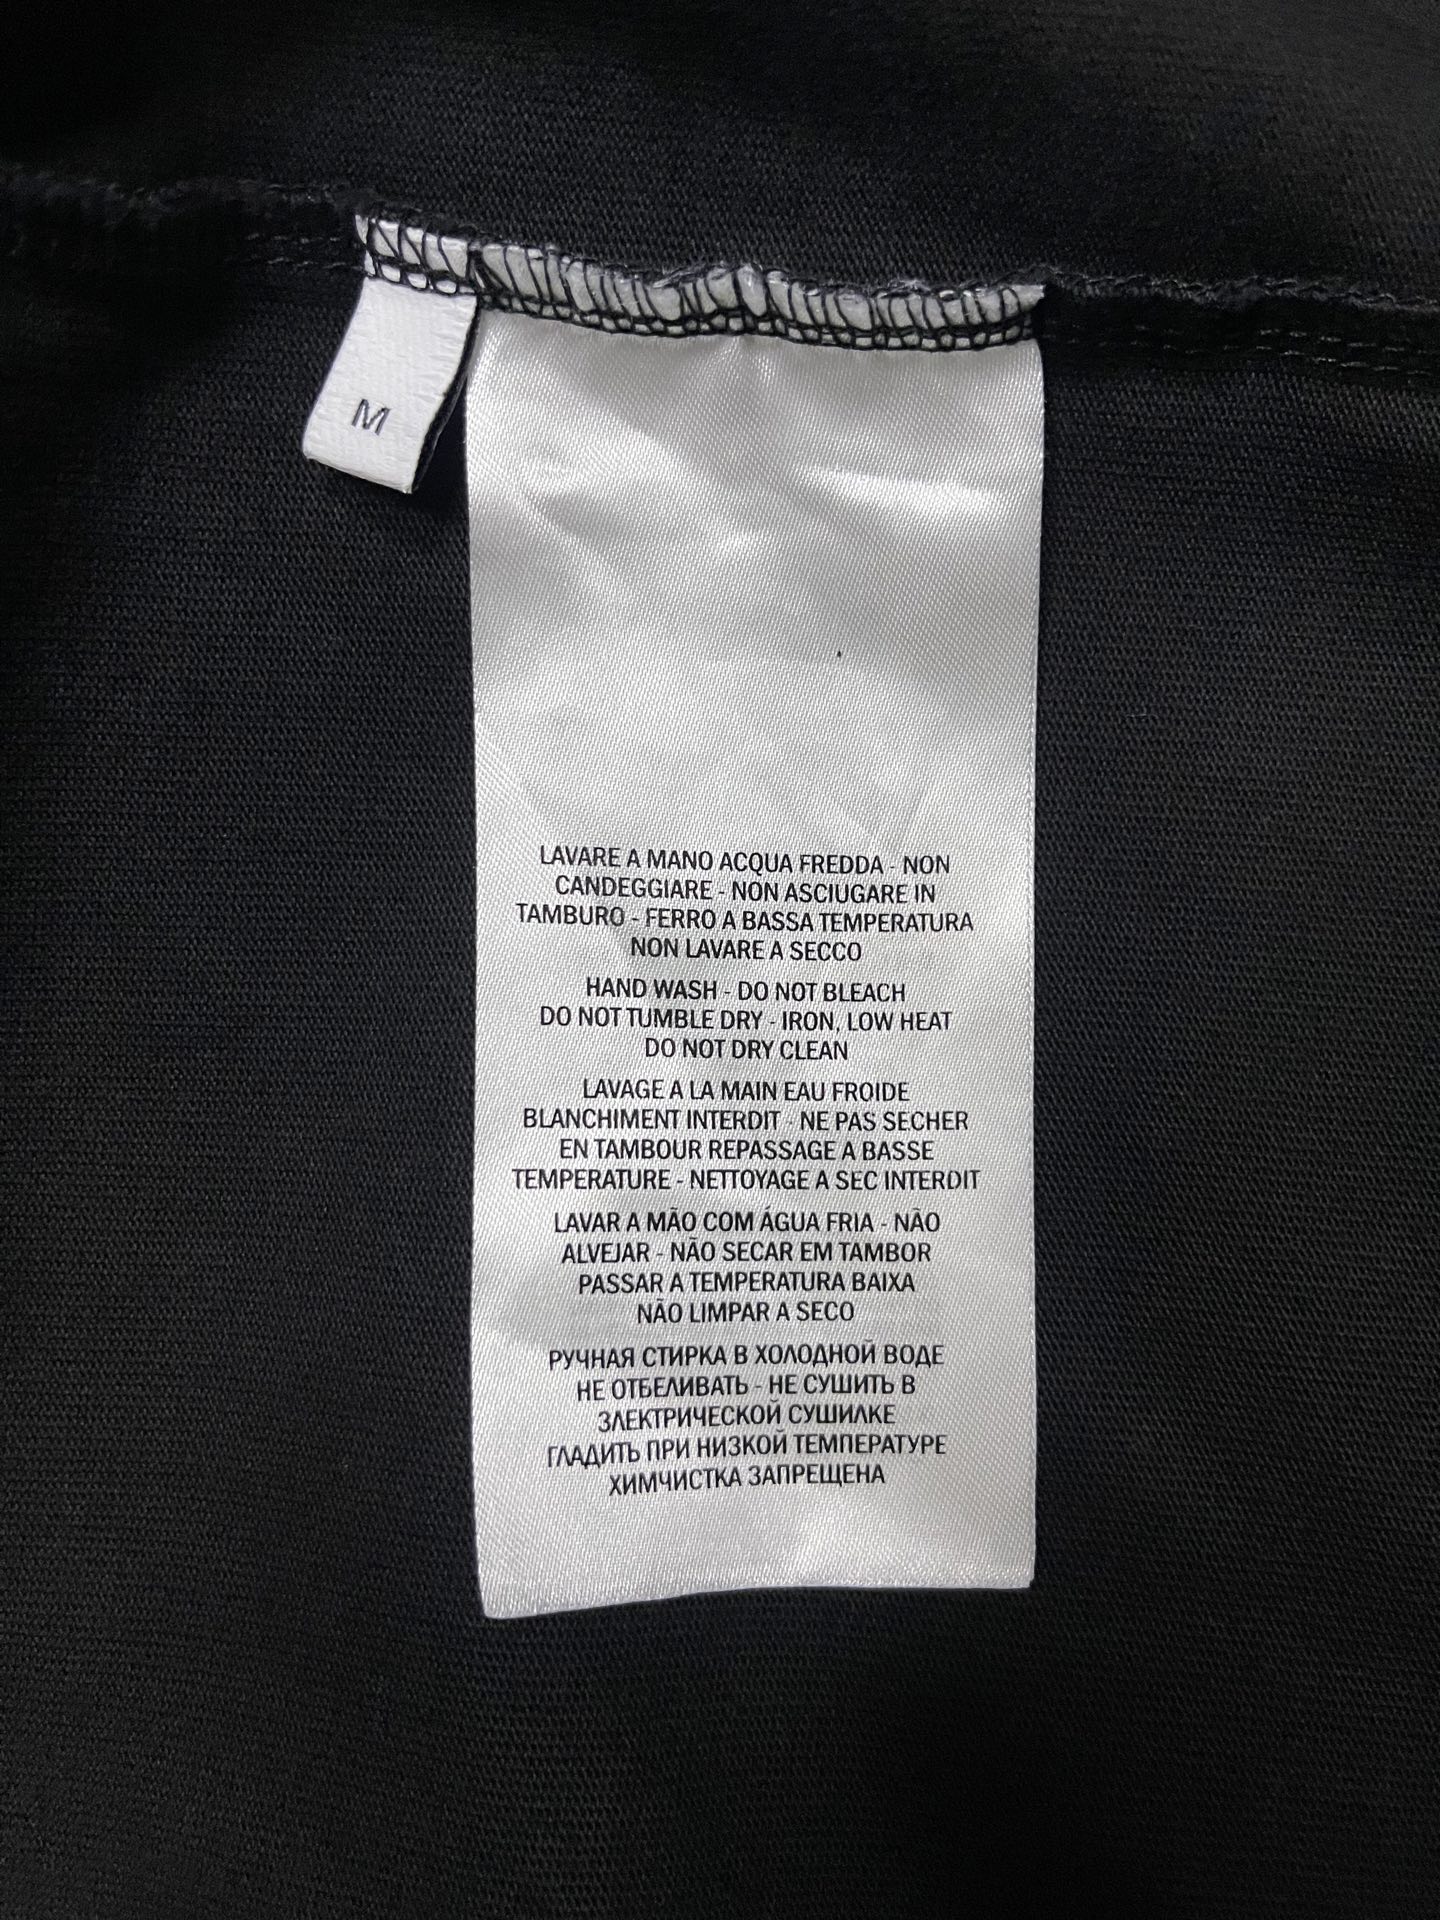 M
LAVARE A MANO ACQUA FREDDA - NON
CANDEGGIARE - NON ASCIUGARE IN
TAMBURO - FERRO A BASSA TEMPERATURA
NON LAVARE A SECCO
HAND WASH - DO NOT BLEACH
DO NOT TUMBLE DRY - IRON, LOW HEAT
DO NOT DRY CLEAN
LAVAGE A LA MAIN EAU FROIDE
BLANCHIMENT INTERDIT - NE PAS SECHER
EN TAMBOUR REPASSAGE A BASSE
TEMPERATURE - NETTOYAGE A SEC INTERDIT
LAVAR A MÃO COM ÁGUA FRIA - NÃO
ALVEJAR - NÃO SECAR EM TAMBOR
PASSAR A TEMPERATURA BAIXA
NÃO LIMPAR A SECO
РУЧНАЯ СТИРКА В ХОЛОДНОЙ ВОДЕ
НЕ ОТБЕЛИВАТЬ - НЕ СУШИТЬ В
ЗЛЕКТРИЧЕСКОЙ СУШИЛКЕ
ГЛАДИТЬ ПРИ НИЗКОЙ ТЕМПЕРАТУРЕ
ХИМЧИСТКА ЗАПРЕЩЕНА